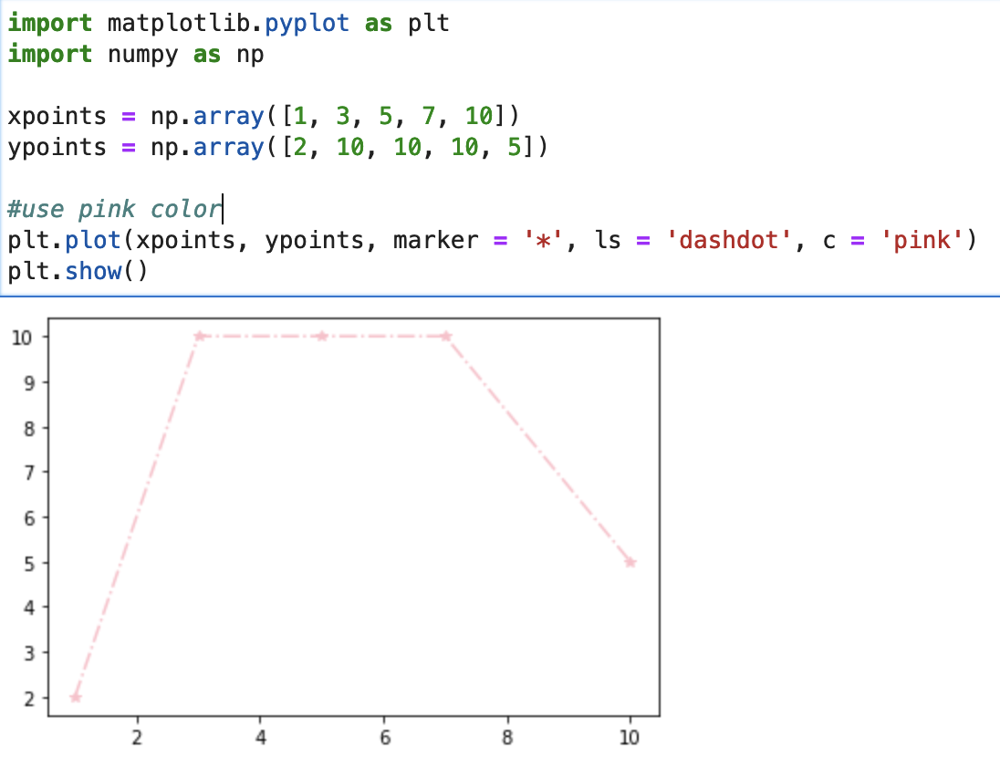 import matplotlib.pyplot as plt
import numpy as np
xpoints = np.array([1, 3, 5, 7, 10])
ypoints = np.array([2, 10, 10, 10, 5])
#use pink color
plt.plot(xpoints, ypoints, marker = '*', ls = 'dashdot', c = 'pink')
plt.show()
10
9
8
7
6
5
4
3
2
2 4 6 8 10